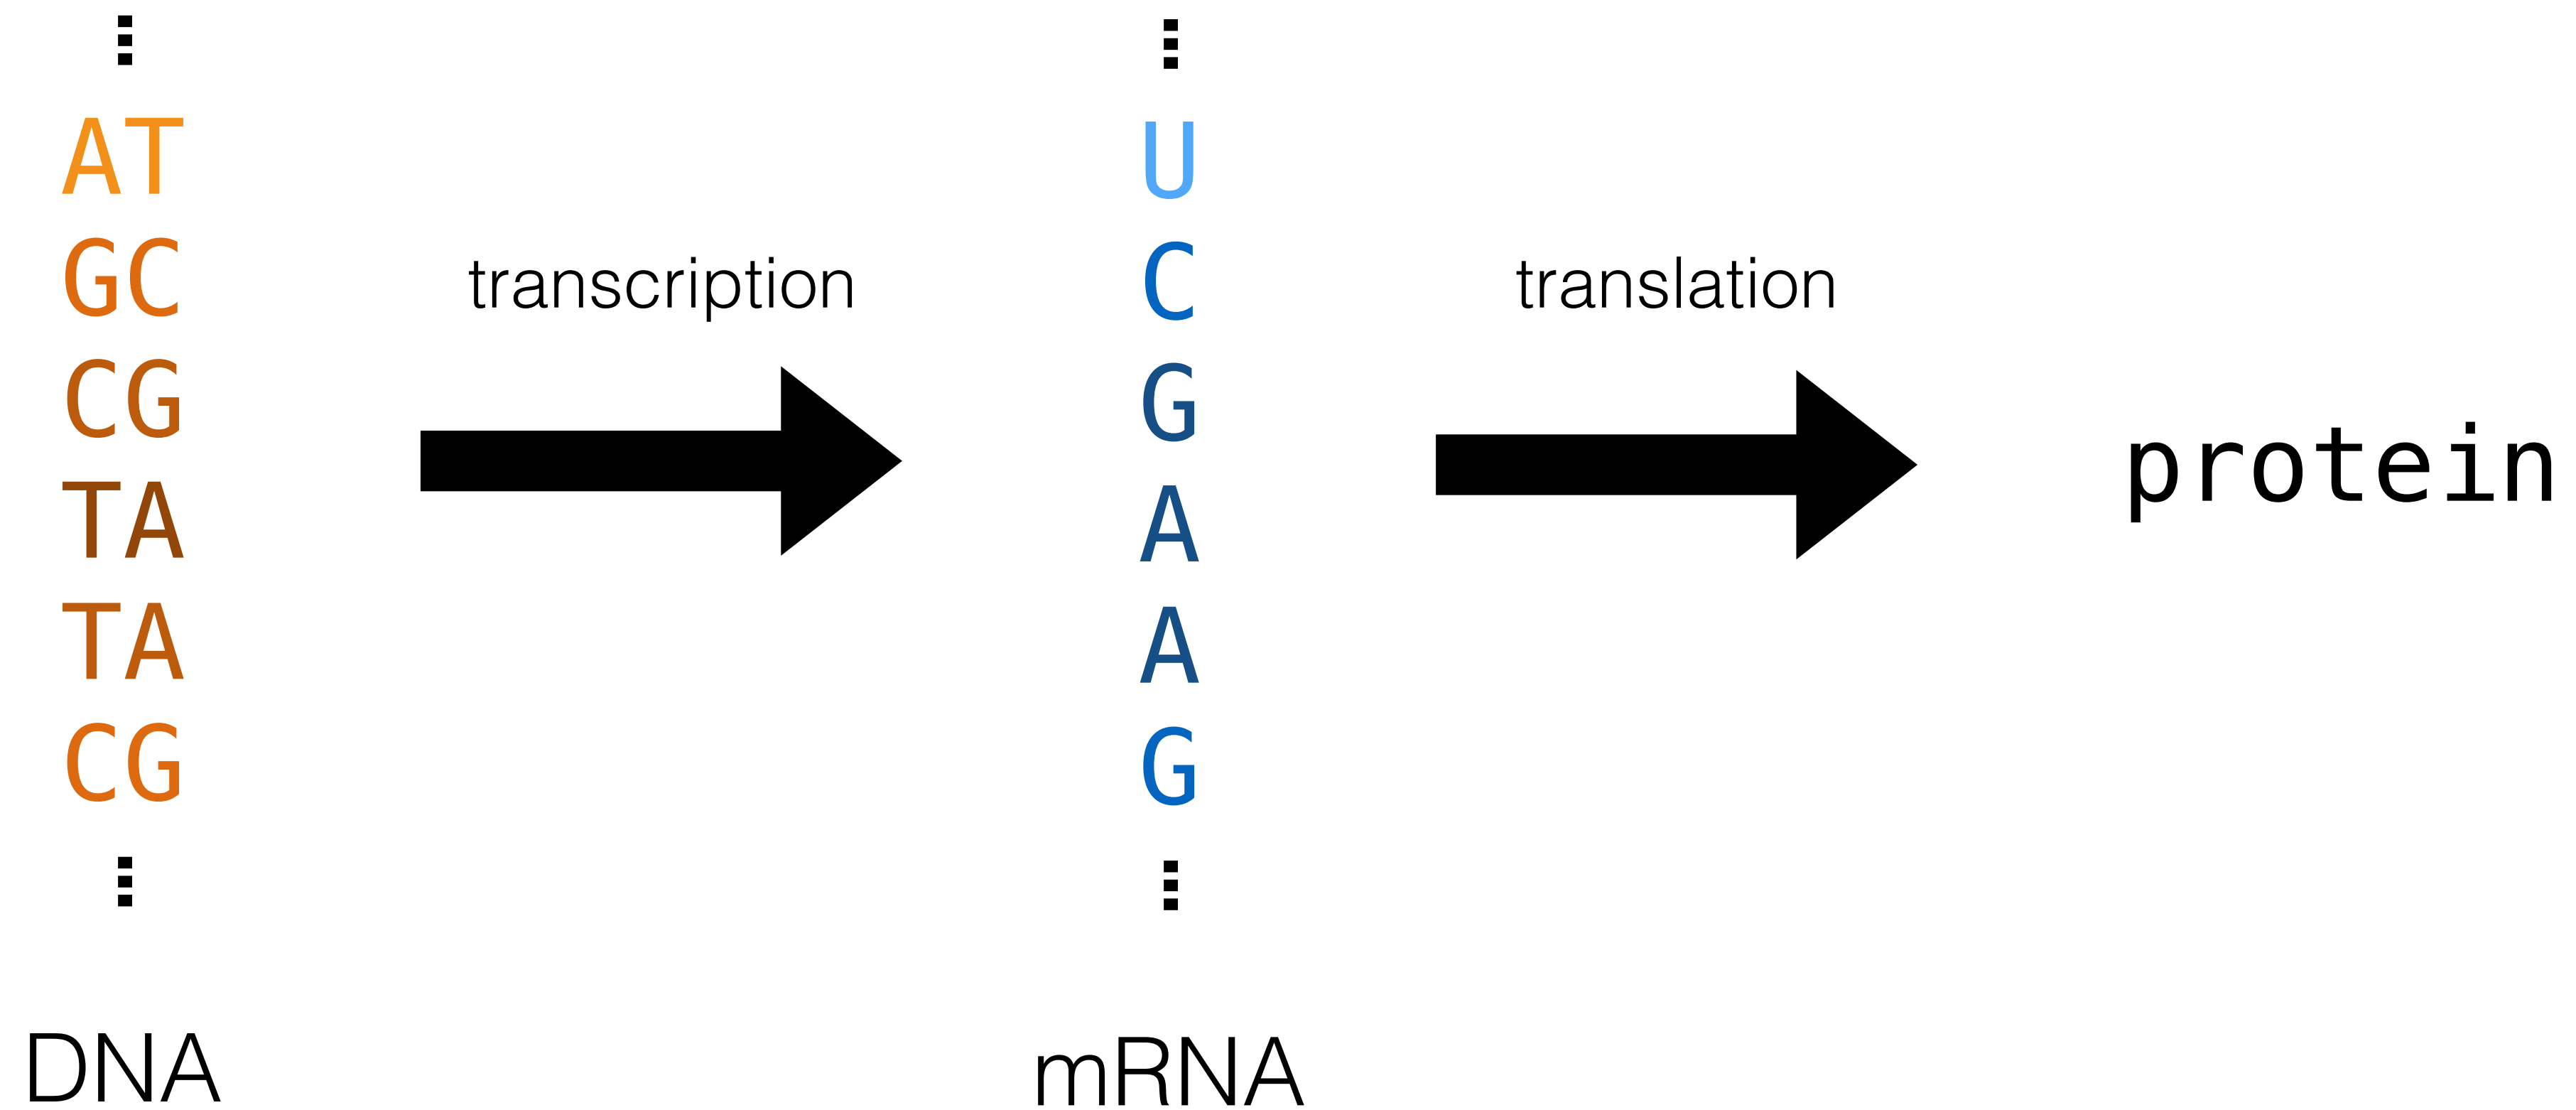 AT
GC
CG
TA
TA
CG
DNA
transcription
U
C
G
A
A
G
mRNA
translation
protein